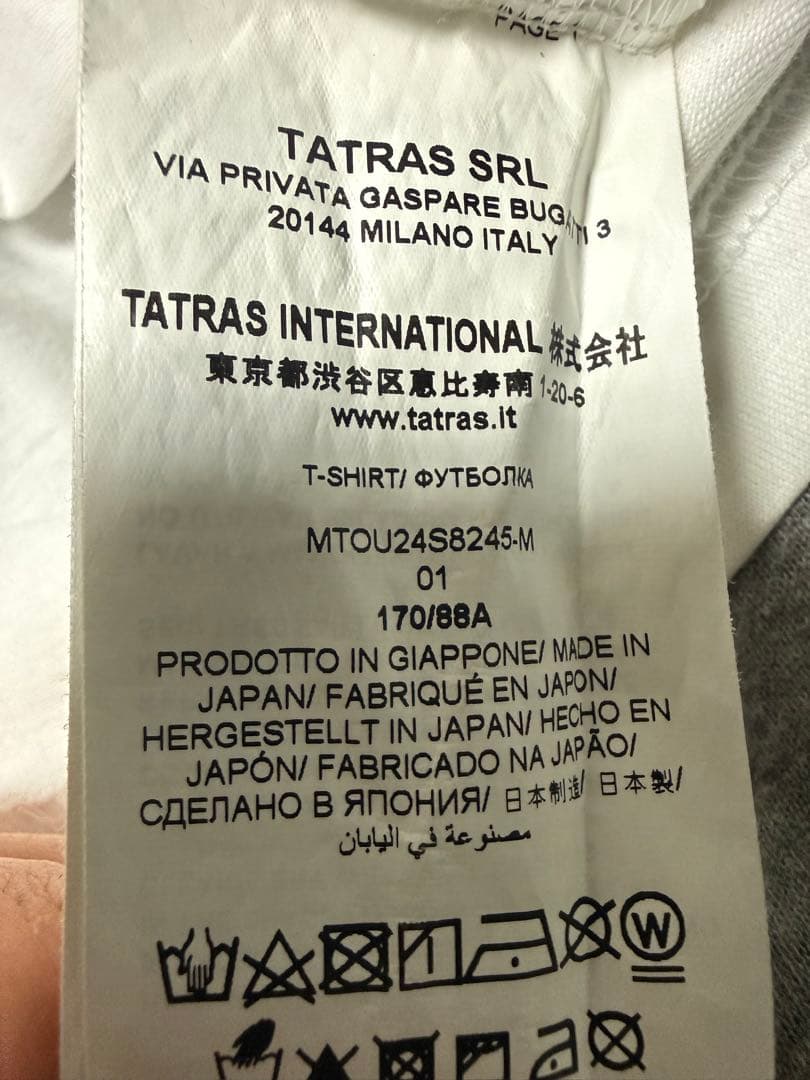 PAGE 1
TATRAS SRL
VIA PRIVATA GASPARE BUGATTI 3
20144 MILANO ITALY
TATRAS INTERNATIONAL 株式会社
東京都渋谷区恵比寿南 1-20-6
www.tatras.it
T-SHIRT/ ФУТБОЛКА
MTOU24S8245-M
01
170/88A
PRODOTTO IN GIAPPONE/ MADE IN
JAPAN/ FABRIQUÉ EN JAPON/
HERGESTELLT IN JAPAN/ HECHO EN
JAPÓN/ FABRICADO NA JAPÃO/
СДЕЛАНО В ЯПОНИЯ/ 日本制造/ 日本製/
مصنوعة في اليابان
W